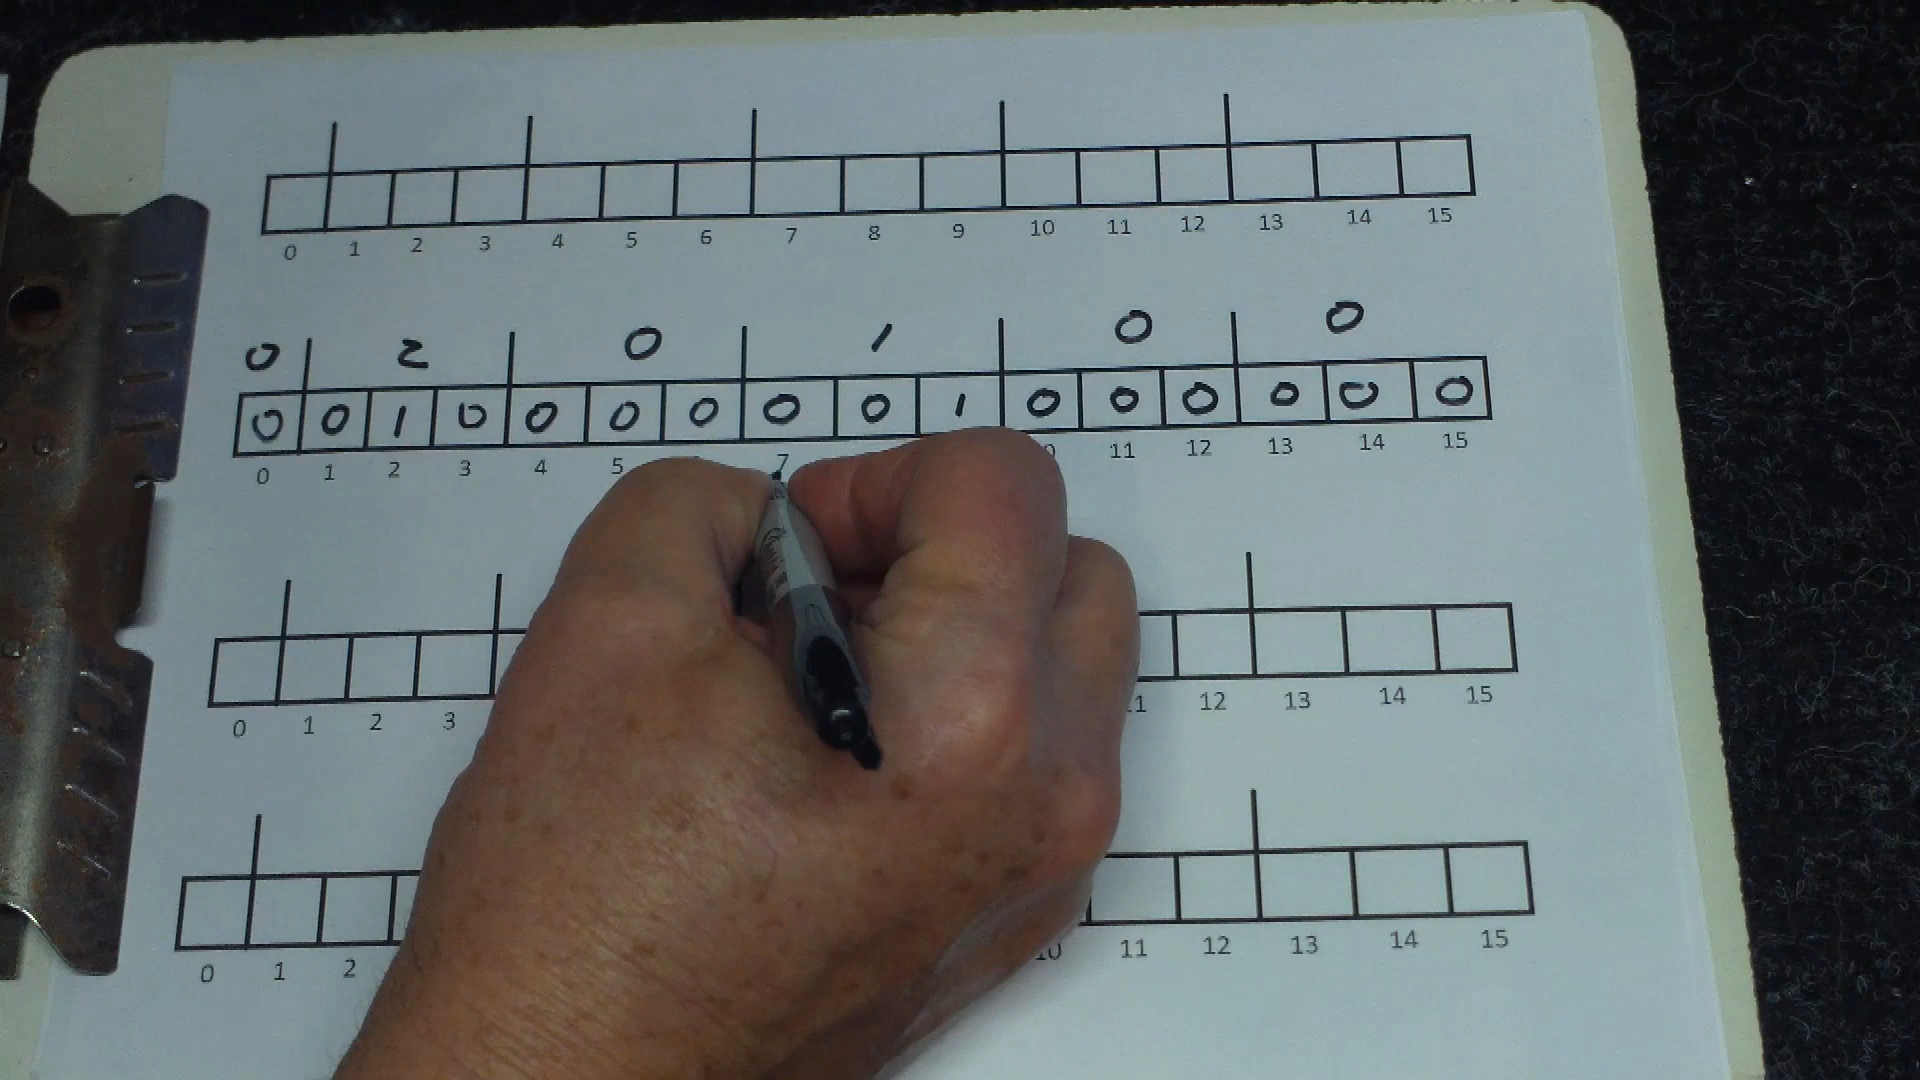 0 1 2 3 4 5 6 7 8 9 10 11 12 13 14 15
0 2 0 1 0 0
0 0 1 0 0 0 0 0 0 1 0 0 0 0 0 0
0 1 2 3 4 5 7 11 12 13 14 15
0 1 2 3 12 13 14 15
0 1 2 10 11 12 13 14 15